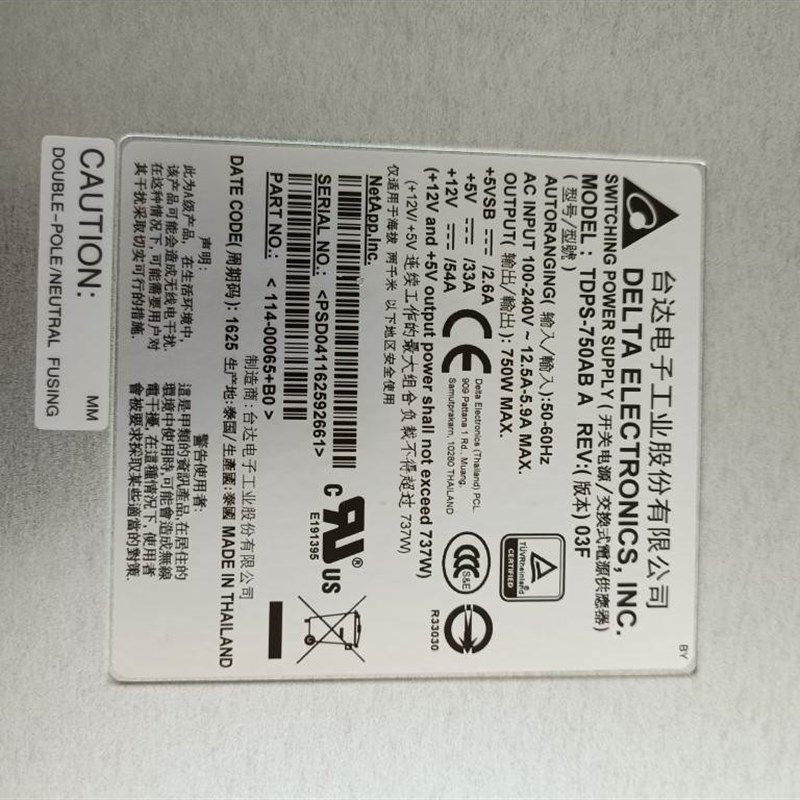 台达电子工业股份有限公司
DELTA ELECTRONICS, INC.
SWITCHING POWER SUPPLY(开关电源/交換式電源供應器)
MODEL: TDPS-750AB A REV:(版本) 03F
(型号/型號)
AUTORANGING(输入/輸入):50-60Hz
AC INPUT 100-240V ~ 12.5A-5.9A MAX.
OUTPUT(输出/輸出): 750W MAX.
+5VSB ⎓ /2.6A
+5V ⎓ /33A
+12V ⎓ /54A
(+12V and +5V output power shall not exceed 737W)
(+12V/ +5V 连续工作的最大组合负载不得超过 737W)
仅适用于海拔 两千米 以下地区安全使用
CE
Delta Electronics (Thailand) PCL.
909 Pattana 1 Rd. Muang,
Samutprakarn, 10280 THAILAND
CCC
S&E
TÜVRheinland
CERTIFIED
R33030
BY
NetApp,Inc.
SERIAL NO.: <PSD041162592661>
PART NO.: < 114-00065+B0 >
c RU US
E191395
制造商:台达电子工业股份有限公司
DATE CODE(周期码): 1625 生产地:泰国/生產國:泰國 MADE IN THAILAND
声明:
此为A级产品，在生活环境中,
该产品可能会造成无线电干扰.
在这种情况下,可能需要用户对
其干扰采取切实可行的措施.
警告使用者:
這是甲類的資訊產品,在居住的
環境中使用時,可能會造成無線
電干擾,在這種情況下,使用者
會被要求採取某些適當的對策.
CAUTION:
DOUBLE-POLE/NEUTRAL FUSING
MM